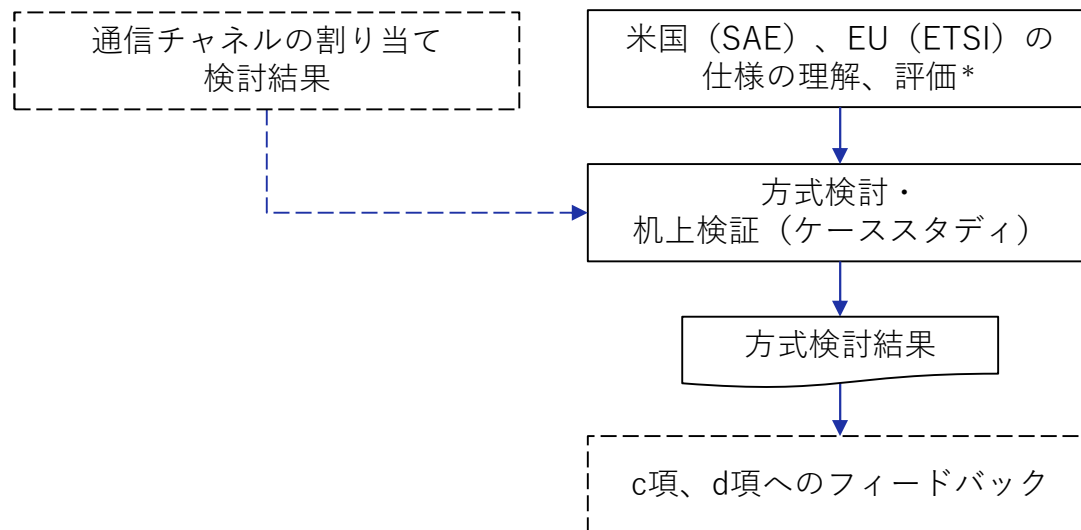 通信チャネルの割り当て
検討結果
米国（SAE）、EU（ETSI）の
仕様の理解、評価*
方式検討・
机上検証（ケーススタディ）
方式検討結果
c項、d項へのフィードバック